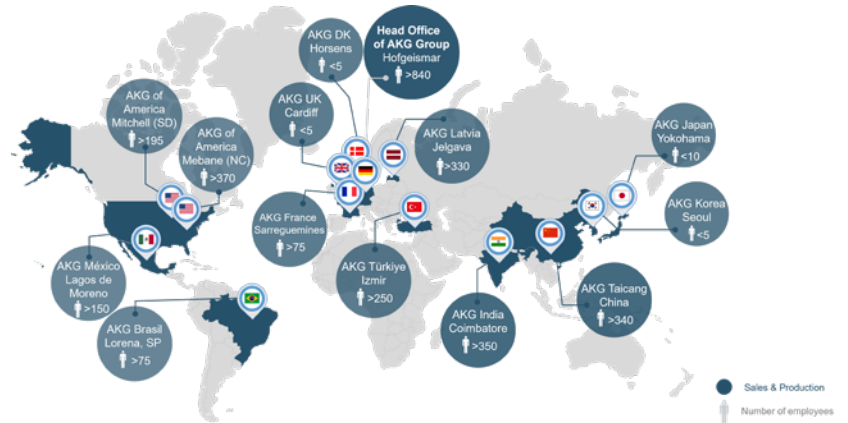 AKG DK
Horsens
<5
Head Office
of AKG Group
Hofgeismar
>840
AKG of
America
Mitchell (SD)
>195
AKG UK
Cardiff
<5
AKG of
America
Mebane (NC)
>370
AKG Latvia
Jelgava
>330
AKG Japan
Yokohama
<10
AKG Korea
Seoul
<5
AKG France
Sarreguemines
>75
AKG México
Lagos de
Moreno
>150
AKG Türkiye
Izmir
>250
AKG Taicang
China
>340
AKG India
Coimbatore
>350
AKG Brasil
Lorena, SP
>75
Sales & Production
Number of employees